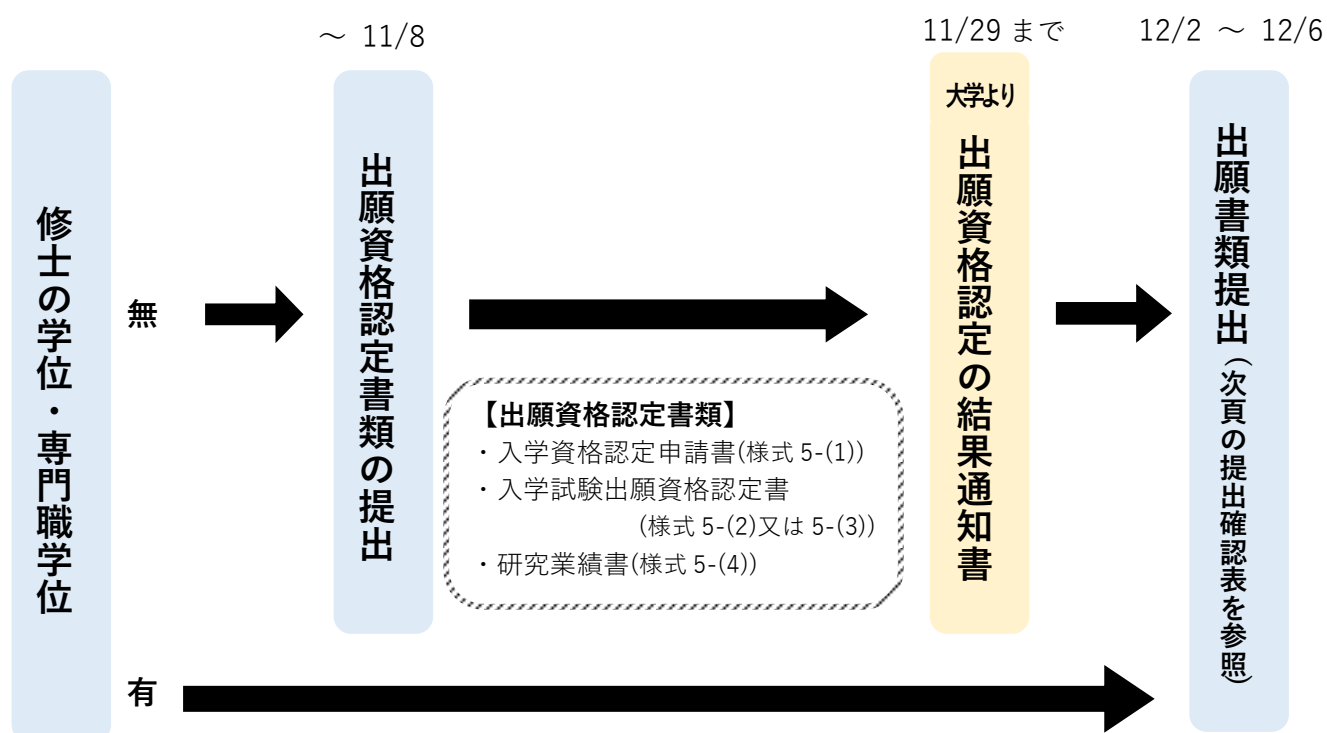 ～ 11/8
11/29 まで
12/2 ～ 12/6
修士の学位・専門職学位
無
有
出願資格認定書類の提出
【出願資格認定書類】
・入学資格認定申請書(様式 5-(1))
・入学試験出願資格認定書
(様式 5-(2)又は 5-(3))
・研究業績書(様式 5-(4))
大学より
出願資格認定の結果通知書
出願書類提出(次頁の提出確認表を参照)